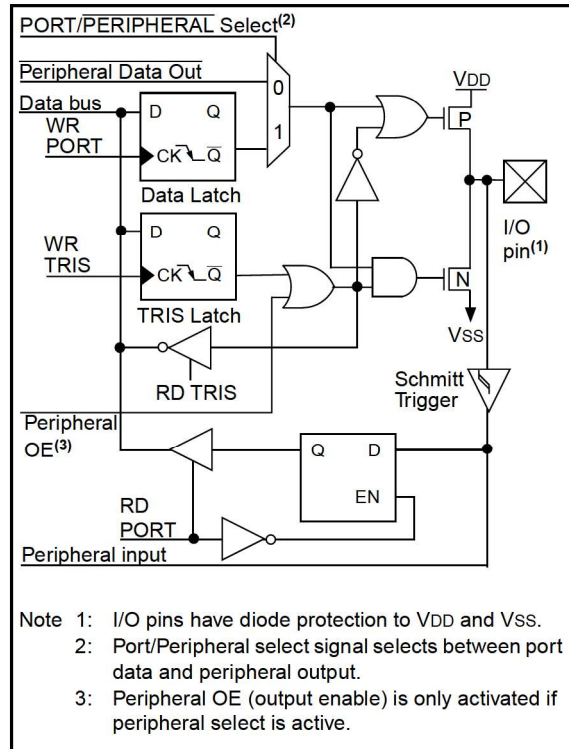 PORT/PERIPHERAL Select(2)
Peripheral Data Out
Data bus
WR
PORT
D Q
CK Q
Data Latch
0
1
VDD
P
I/O
pin(1)
WR
TRIS
D Q
CK Q
TRIS Latch
N
VSS
RD TRIS
Schmitt
Trigger
Peripheral
OE(3)
Q D
EN
RD
PORT
Peripheral input
Note 1: I/O pins have diode protection to VDD and VSS.
2: Port/Peripheral select signal selects between port
data and peripheral output.
3: Peripheral OE (output enable) is only activated if
peripheral select is active.